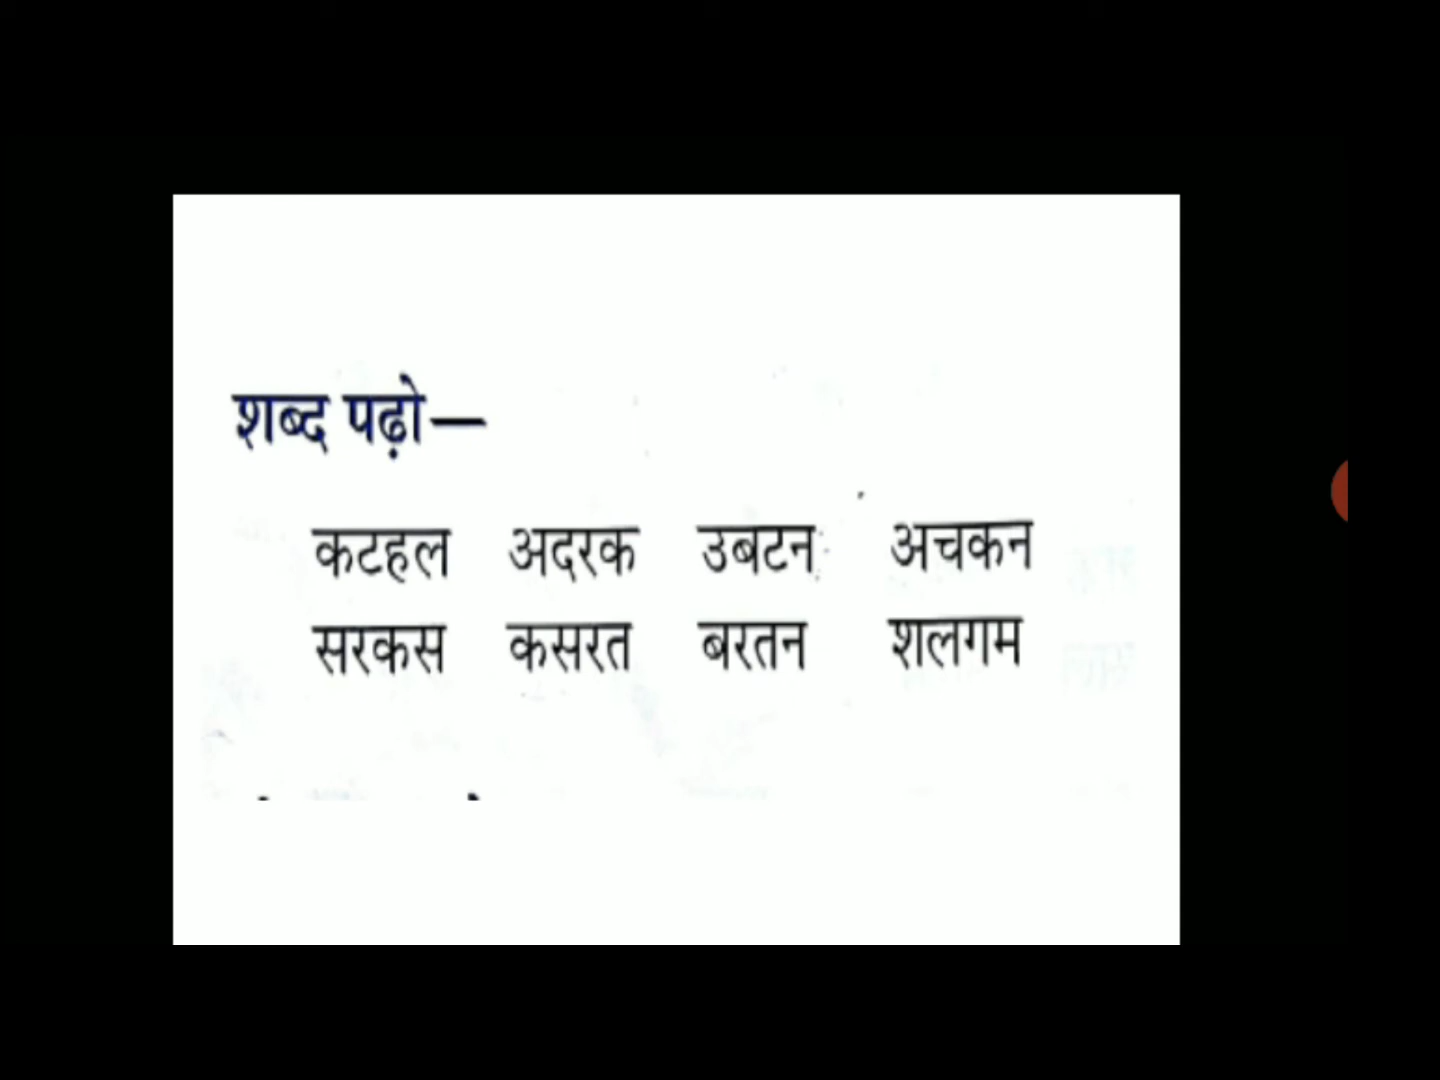 शब्द पढ़ो—
कटहल अदरक उबटन अचकन
सरकस कसरत बरतन शलगम